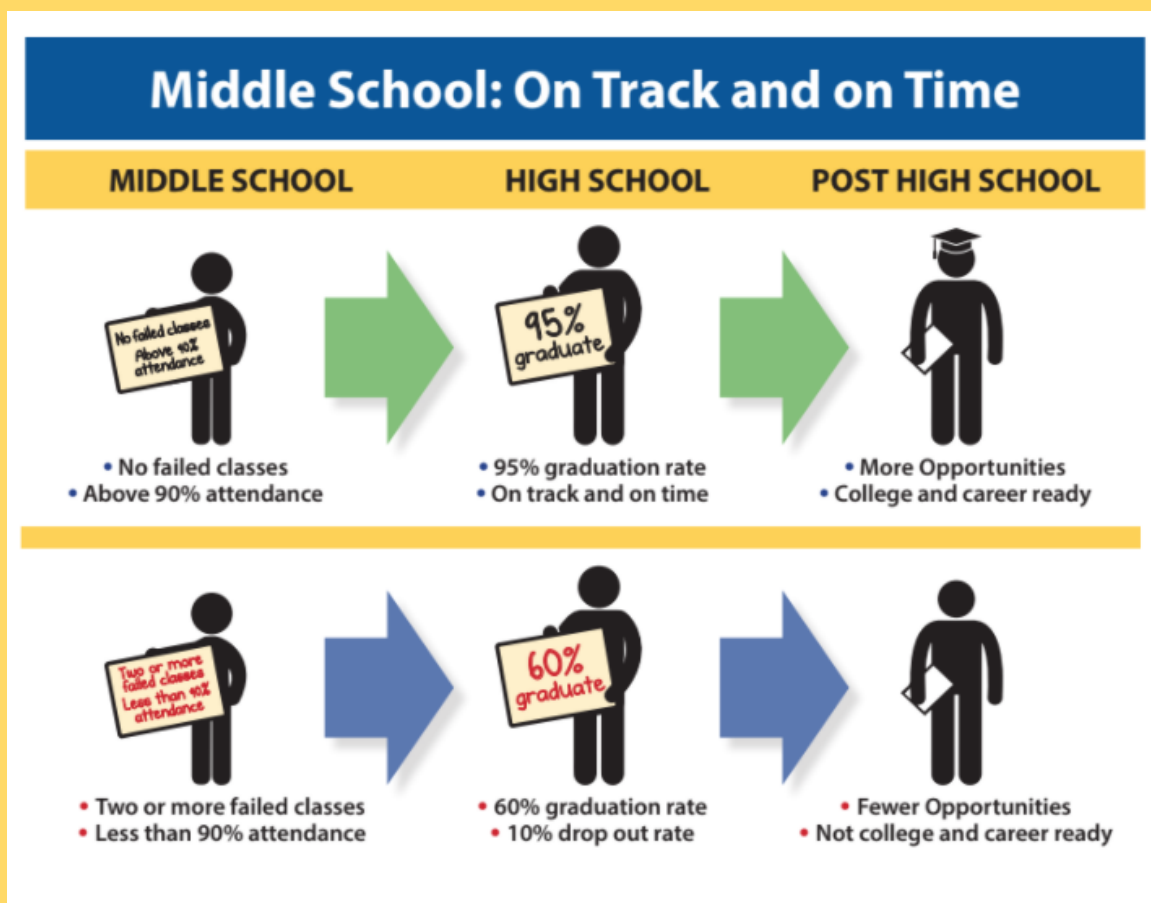 Middle School: On Track and on Time
MIDDLE SCHOOL
HIGH SCHOOL
POST HIGH SCHOOL
No failed classes
Above 90%
attendance
95%
graduate
• No failed classes
• Above 90% attendance
• 95% graduation rate
• On track and on time
• More Opportunities
• College and career ready
Two or more
failed classes
Less than 90%
attendance
60%
graduate
• Two or more failed classes
• Less than 90% attendance
• 60% graduation rate
• 10% drop out rate
• Fewer Opportunities
• Not college and career ready